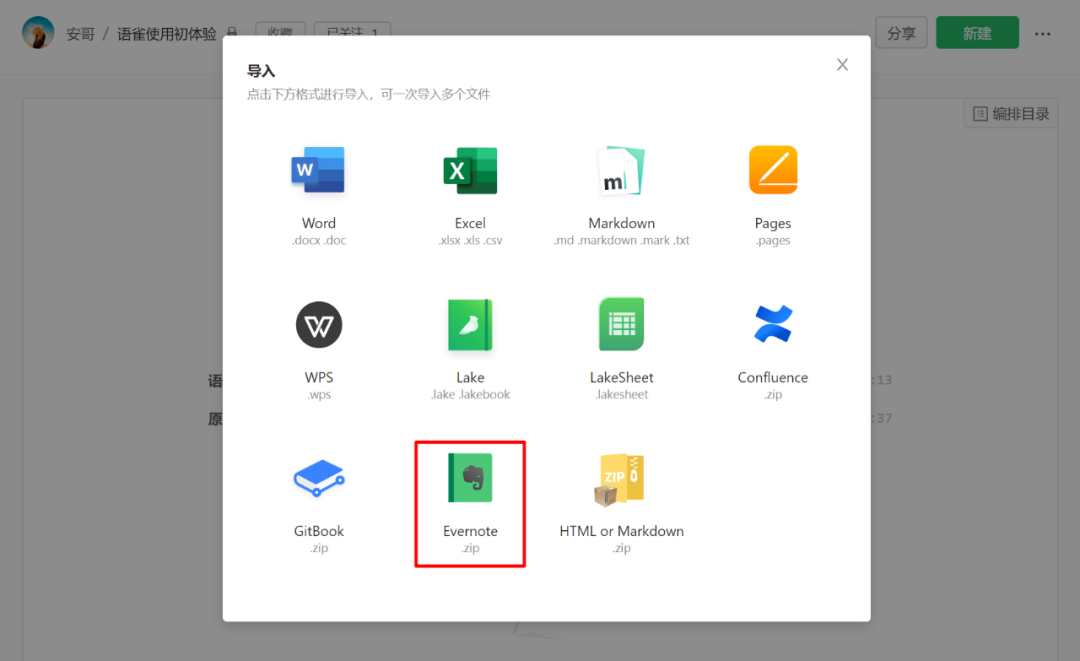 安哥 / 语雀使用初体验
收藏
已关注 1
分享
新建
导入
点击下方格式进行导入，可一次导入多个文件
编排目录
W
X
m
Word
Excel
Markdown
Pages
.docx .doc
.xlsx .xls .csv
.md .markdown .mark .txt
.pages
W
WPS
Lake
LakeSheet
Confluence
语
:13
.wps
.lake .lakebook
.lakesheet
.zip
原
:37
ZIP
GitBook
Evernote
HTML or Markdown
.zip
.zip
.zip